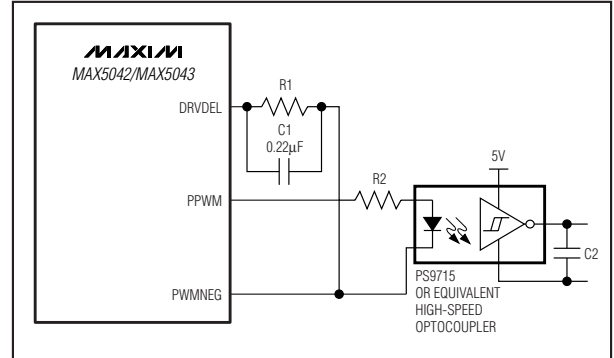 MAXIM
MAX5042/MAX5043
DRVDEL
R1
C1
0.22µF
PPWM
R2
5V
C2
PWMNEG
PS9715
OR EQUIVALENT
HIGH-SPEED
OPTOCOUPLER